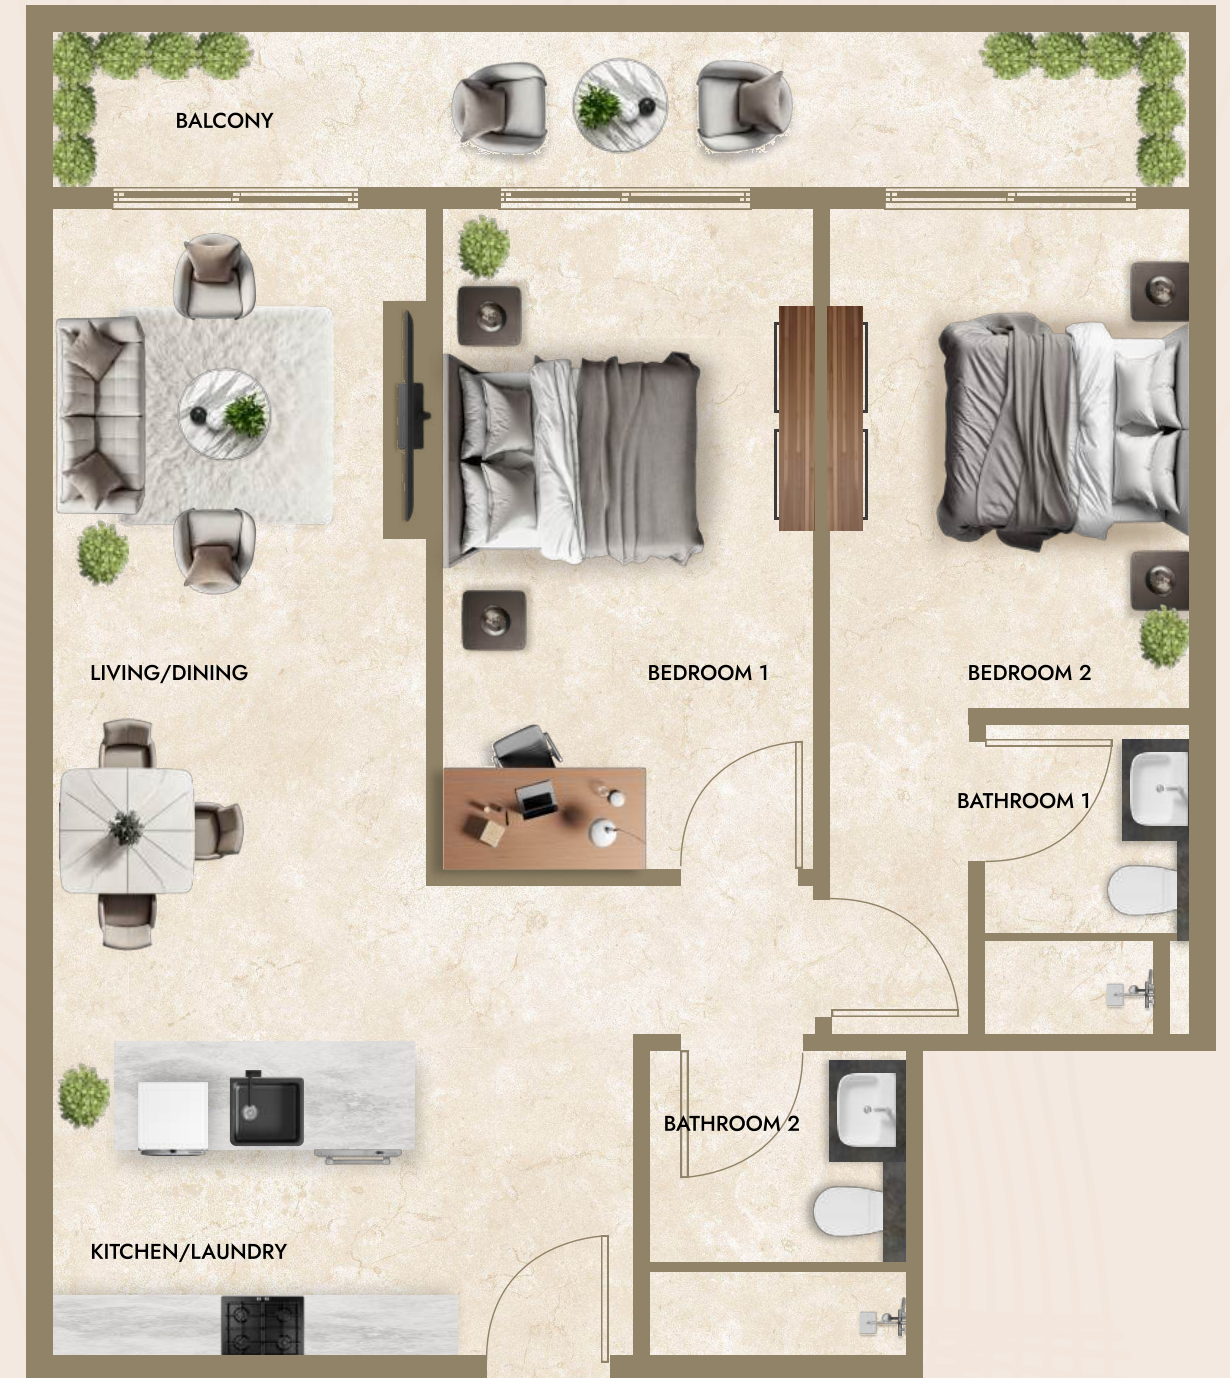 BALCONY
LIVING/DINING
BEDROOM 1
BEDROOM 2
BATHROOM 1
BATHROOM 2
KITCHEN/LAUNDRY